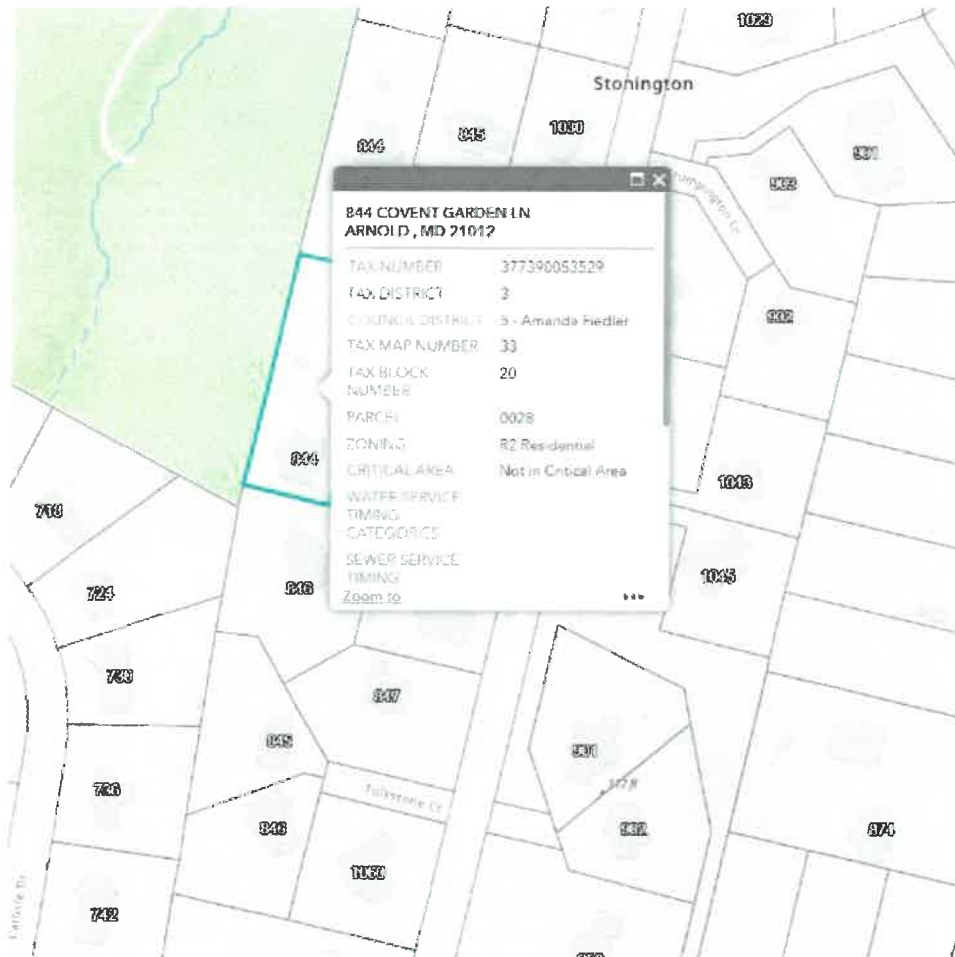 1029
Stonington
844
845
1030
901
903
844 COVENT GARDEN LN
ARNOLD , MD 21012
TAX NUMBER 377390053529
TAX DISTRICT 3
COUNCIL DISTRICT 5 - Amanda Fiedler
TAX MAP NUMBER 33
TAX BLOCK 20
NUMBER
PARCEL 0028
ZONING R2 Residential
CRITICAL AREA Not in Critical Area
WATER SERVICE
TIMING
CATEGORIES
SEWER SERVICE
TIMING
Zoom to
902
844
1043
718
724
846
1045
730
847
845
901
736
Folkstone Cr
846
902
874
1060
742